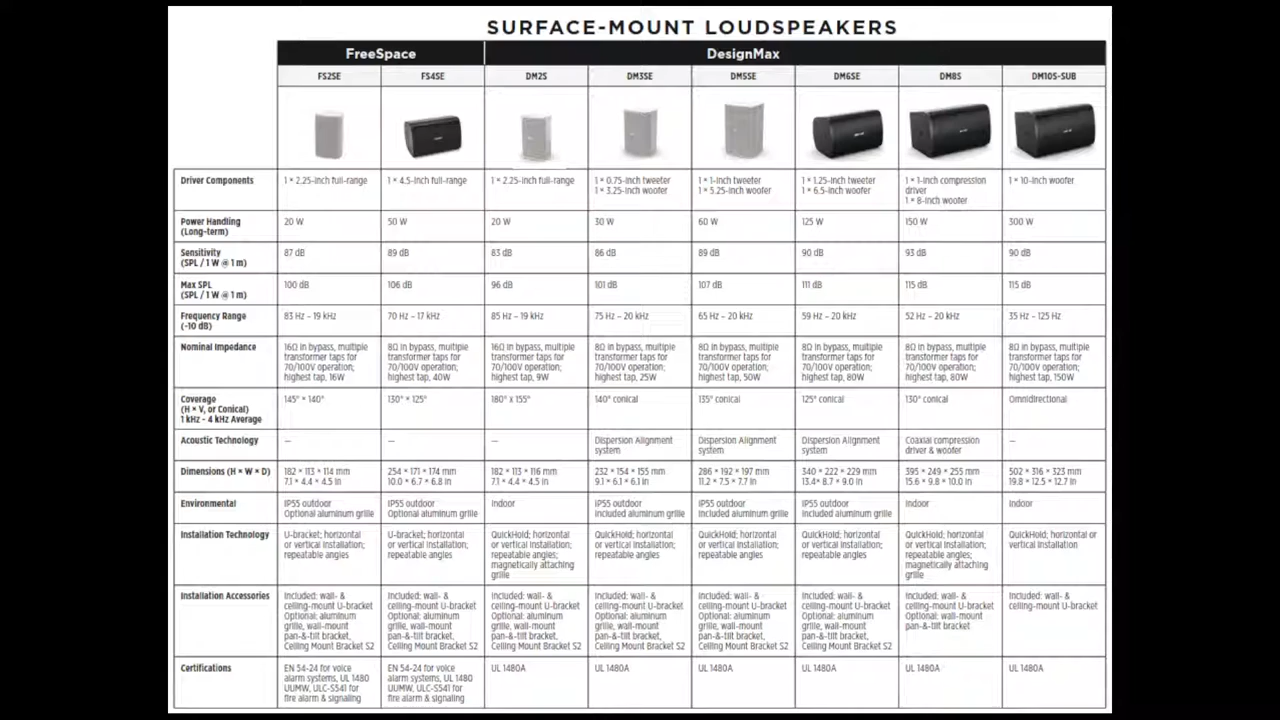 SURFACE-MOUNT LOUDSPEAKERS
FreeSpace DesignMax
FS2SE FS4SE DM2S DM3SE DM5SE DM6SE DM8S DM10S-SUB
Driver Components
1 × 2.25-inch full-range
1 × 4.5-inch full-range
1 × 2.25-inch full-range
1 × 0.75-inch tweeter
1 × 3.25-inch woofer
1 × 1-inch tweeter
1 × 5.25-inch woofer
1 × 1.25-inch tweeter
1 × 6.5-inch woofer
1 × 1-inch compression
driver
1 × 8-inch woofer
1 × 10-inch woofer
Power Handling
(Long-term)
20 W 50 W 20 W 30 W 60 W 125 W 150 W 300 W
Sensitivity
(SPL / 1 W @ 1 m)
87 dB 89 dB 83 dB 86 dB 89 dB 90 dB 93 dB 90 dB
Max SPL
(SPL / 1 W @ 1 m)
100 dB 106 dB 96 dB 101 dB 107 dB 111 dB 115 dB 115 dB
Frequency Range
(-10 dB)
83 Hz – 19 kHz 70 Hz – 17 kHz 85 Hz – 19 kHz 75 Hz – 20 kHz 65 Hz – 20 kHz 59 Hz – 20 kHz 52 Hz – 20 kHz 35 Hz – 125 Hz
Nominal Impedance
16Ω in bypass, multiple
transformer taps for
70/100V operation;
highest tap, 16W
8Ω in bypass, multiple
transformer taps for
70/100V operation;
highest tap, 40W
16Ω in bypass, multiple
transformer taps for
70/100V operation;
highest tap, 9W
8Ω in bypass, multiple
transformer taps for
70/100V operation;
highest tap, 25W
8Ω in bypass, multiple
transformer taps for
70/100V operation;
highest tap, 50W
8Ω in bypass, multiple
transformer taps for
70/100V operation;
highest tap, 80W
8Ω in bypass, multiple
transformer taps for
70/100V operation;
highest tap, 80W
8Ω in bypass, multiple
transformer taps for
70/100V operation;
highest tap, 150W
Coverage
(H × V, or Conical)
1 kHz – 4 kHz Average
145° × 140° 130° × 125° 180° x 155° 140° conical 135° conical 125° conical 130° conical Omnidirectional
Acoustic Technology
— — —
Dispersion Alignment
system
Dispersion Alignment
system
Dispersion Alignment
system
Coaxial compression
driver & woofer
—
Dimensions (H × W × D)
182 × 113 × 114 mm
7.1 × 4.4 × 4.5 in
254 × 171 × 174 mm
10.0 × 6.7 × 6.8 in
182 × 113 × 116 mm
7.1 × 4.4 × 4.5 in
232 × 154 × 155 mm
9.1 × 6.1 × 6.1 in
286 × 192 × 197 mm
11.2 × 7.5 × 7.7 in
340 × 222 × 229 mm
13.4× 8.7 × 9.0 in
395 × 249 × 255 mm
15.6 × 9.8 × 10.0 in
502 × 316 × 323 mm
19.8 × 12.5 × 12.7 in
Environmental
IP55 outdoor
Optional aluminum grille
IP55 outdoor
Optional aluminum grille
Indoor
IP55 outdoor
Included aluminum grille
IP55 outdoor
Included aluminum grille
IP55 outdoor
Included aluminum grille
Indoor
Indoor
Installation Technology
U-bracket; horizontal
or vertical installation;
repeatable angles
U-bracket; horizontal
or vertical installation;
repeatable angles
QuickHold; horizontal
or vertical installation;
repeatable angles;
magnetically attaching
grille
QuickHold; horizontal
or vertical installation;
repeatable angles
QuickHold; horizontal
or vertical installation;
repeatable angles
QuickHold; horizontal
or vertical installation;
repeatable angles
QuickHold; horizontal
or vertical installation;
repeatable angles;
magnetically attaching
grille
QuickHold; horizontal or
vertical installation
Installation Accessories
Included: wall- &
ceiling-mount U-bracket
Optional: aluminum
grille, wall-mount
pan-&-tilt bracket,
Ceiling Mount Bracket S2
Included: wall- &
ceiling-mount U-bracket
Optional: aluminum
grille, wall-mount
pan-&-tilt bracket,
Ceiling Mount Bracket S2
Included: wall- &
ceiling-mount U-bracket
Optional: aluminum
grille, wall-mount
pan-&-tilt bracket,
Ceiling Mount Bracket S2
Included: wall- &
ceiling-mount U-bracket
Optional: aluminum
grille, wall-mount
pan-&-tilt bracket,
Ceiling Mount Bracket S2
Included: wall- &
ceiling-mount U-bracket
Optional: aluminum
grille, wall-mount
pan-&-tilt bracket,
Ceiling Mount Bracket S2
Included: wall- &
ceiling-mount U-bracket
Optional: aluminum
grille, wall-mount
pan-&-tilt bracket,
Ceiling Mount Bracket S2
Included: wall- &
ceiling-mount U-bracket
Optional: wall-mount
pan-&-tilt bracket
Included: wall- &
ceiling-mount U-bracket
Certifications
EN 54-24 for voice
alarm systems, UL 1480
UUMW, ULC-S541 for
fire alarm & signaling
EN 54-24 for voice
alarm systems, UL 1480
UUMW, ULC-S541 for
fire alarm & signaling
UL 1480A UL 1480A UL 1480A UL 1480A UL 1480A UL 1480A